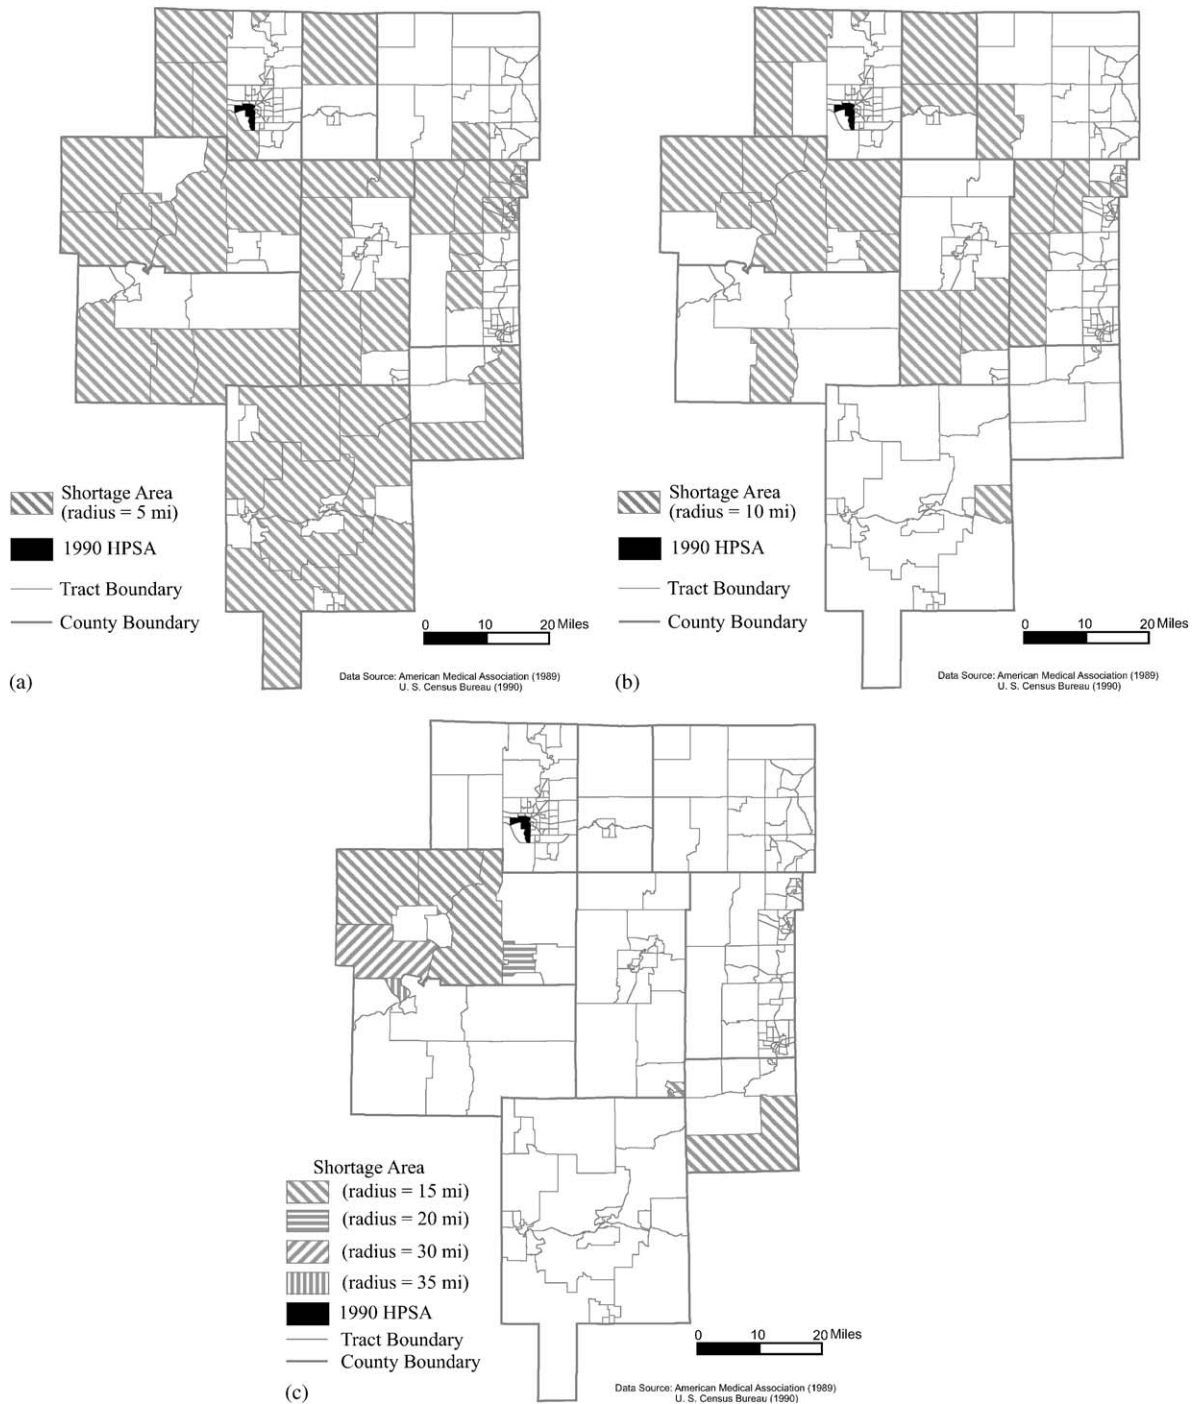 Shortage Area
(radius = 5 mi)
1990 HPSA
Tract Boundary
County Boundary
0 10 20 Miles
Data Source: American Medical Association (1989)
U. S. Census Bureau (1990)
(a)
Shortage Area
(radius = 10 mi)
1990 HPSA
Tract Boundary
County Boundary
0 10 20 Miles
Data Source: American Medical Association (1989)
U. S. Census Bureau (1990)
(b)
Shortage Area
(radius = 15 mi)
(radius = 20 mi)
(radius = 30 mi)
(radius = 35 mi)
1990 HPSA
Tract Boundary
County Boundary
0 10 20 Miles
Data Source: American Medical Association (1989)
U. S. Census Bureau (1990)
(c)